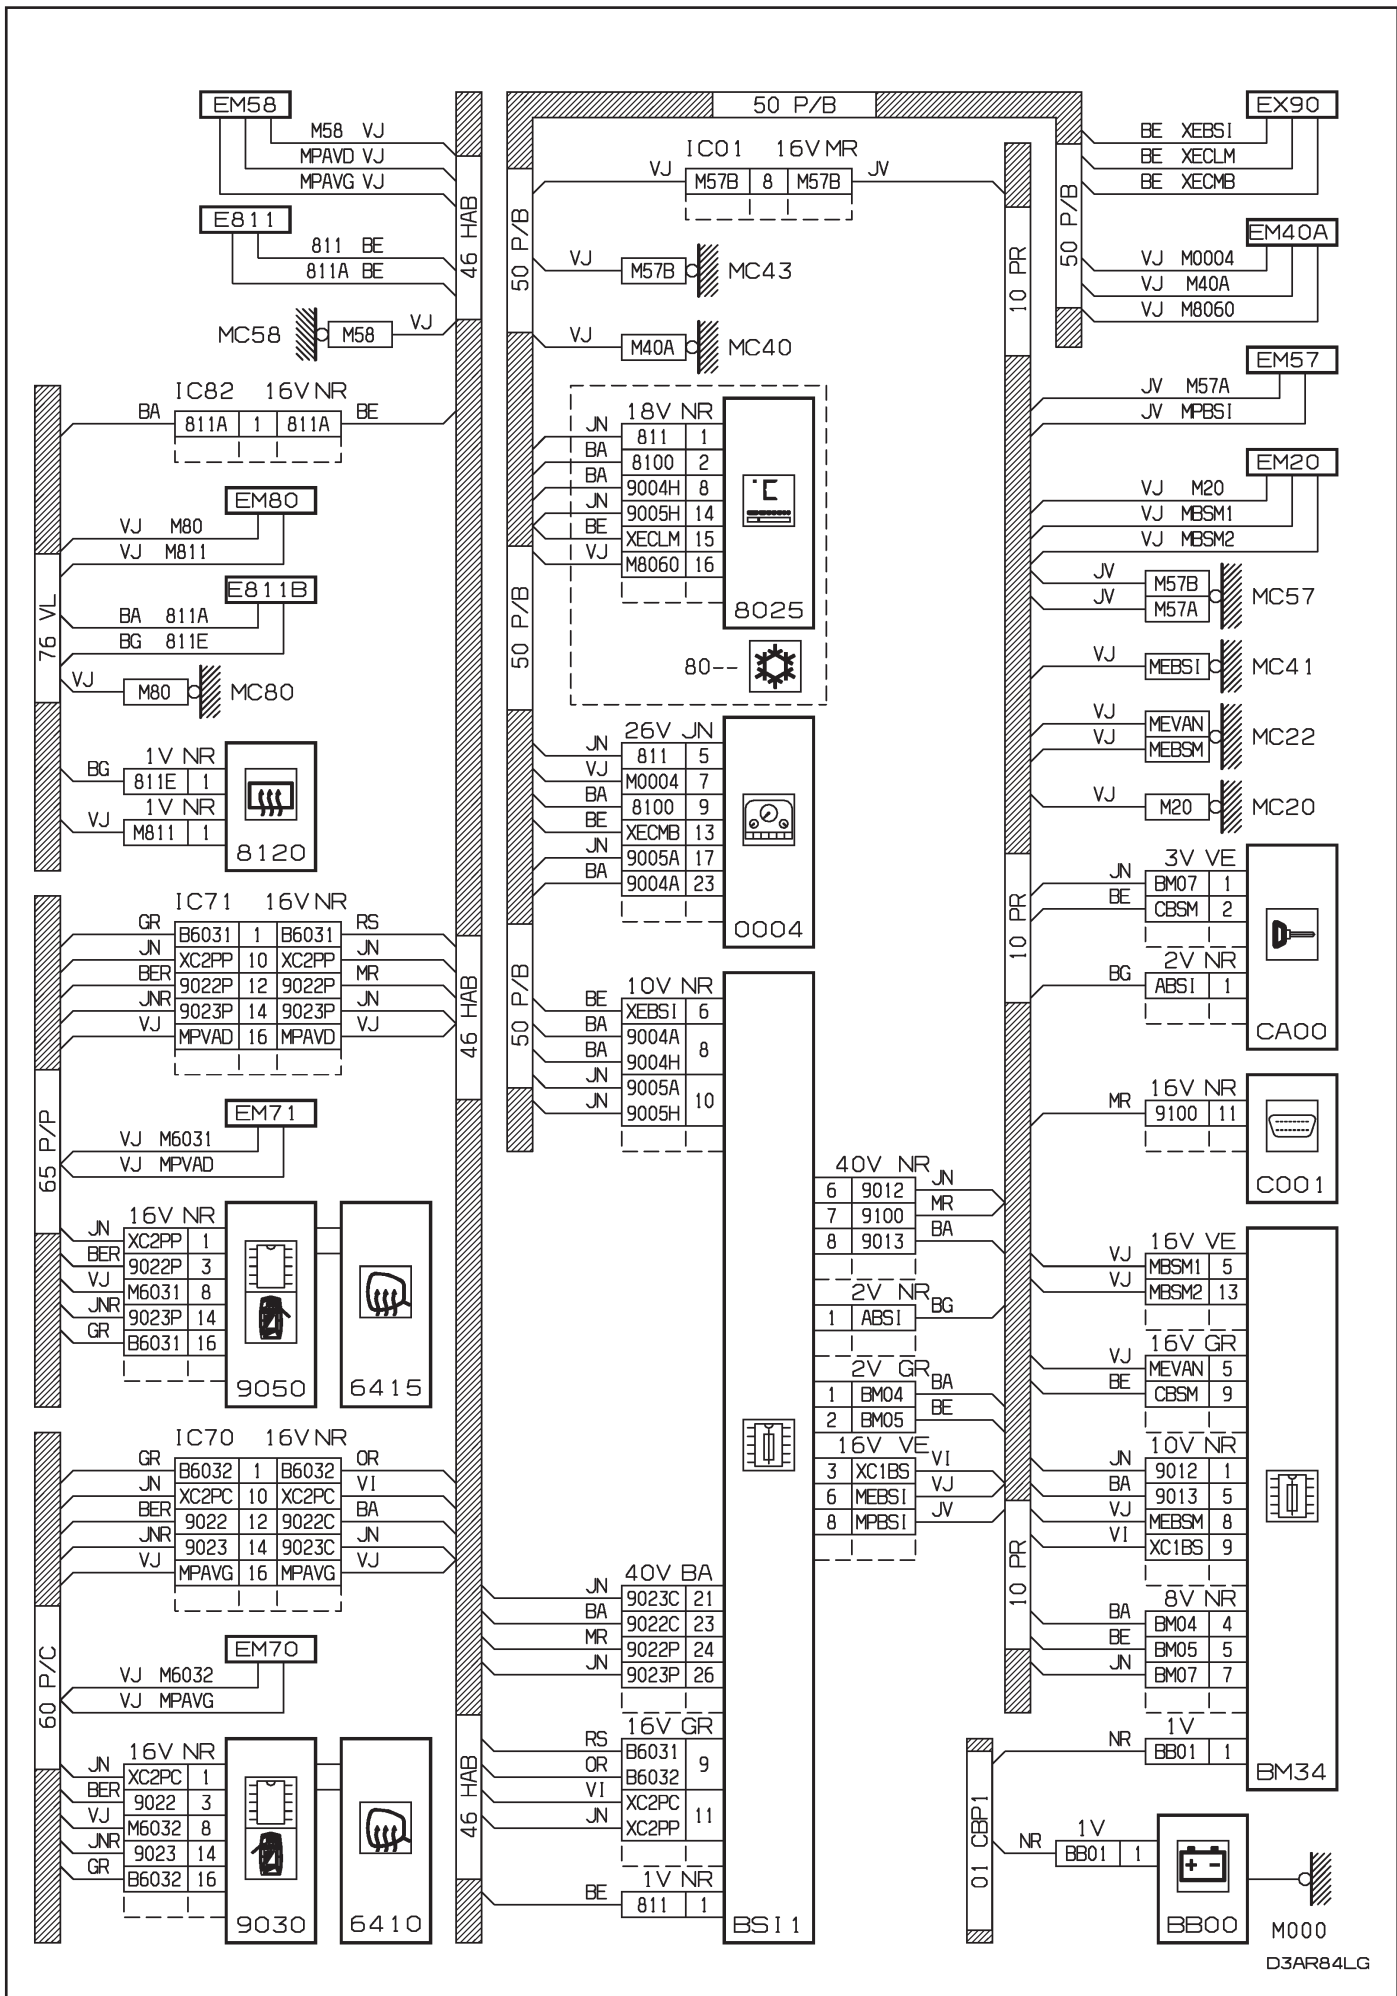 50 P/B
EM58
M58 VJ
MPAVD VJ
MPAVG VJ
E811
811 BE
811A BE
46 HAB
MC58
M58
VJ
IC82 16V NR
BA
811A 1 811A
BE
EM80
VJ M80
VJ M811
E811B
BA 811A
BG 811E
76 VL
VJ
M80
MC80
1V NR
BG
811E 1
1V NR
VJ
M811 1
8120
IC71 16V NR
GR B6031 1 B6031 RS
JN XC2PP 10 XC2PP JN
BER 9022P 12 9022P MR
JNR 9023P 14 9023P JN
VJ MPVAD 16 MPAVD VJ
46 HAB
65 P/P
EM71
VJ M6031
VJ MPVAD
16V NR
JN XC2PP 1
BER 9022P 3
VJ M6031 8
JNR 9023P 14
GR B6031 16
9050
6415
IC70 16V NR
GR B6032 1 B6032 OR
JN XC2PC 10 XC2PC VI
BER 9022 12 9022C BA
JNR 9023 14 9023C JN
VJ MPAVG 16 MPAVG VJ
60 P/C
EM70
VJ M6032
VJ MPAVG
16V NR
JN XC2PC 1
BER 9022 3
VJ M6032 8
JNR 9023 14
GR B6032 16
9030
6410
46 HAB
IC01 16V MR
VJ M57B 8 M57B JV
50 P/B
VJ M57B MC43
VJ M40A MC40
18V NR
JN 811 1
BA 8100 2
BA 9004H 8
JN 9005H 14
BE XECLM 15
VJ M8060 16
°C
8025
80--
50 P/B
26V JN
JN 811 5
VJ M0004 7
BA 8100 9
BE XECMB 13
JN 9005A 17
BA 9004A 23
0004
50 P/B
10V NR
BE XEBSI 6
BA 9004A
8
BA 9004H
JN 9005A
10
JN 9005H
40V NR
6 9012 JN
7 9100 MR
8 9013 BA
2V NR
1 ABSI BG
2V GR
1 BM04 BA
2 BM05 BE
16V VE
3 XC1BS VI
6 MEBSI VJ
8 MPBSI JV
40V BA
JN 9023C 21
BA 9022C 23
MR 9022P 24
JN 9023P 26
16V GR
RS B6031
9
OR B6032
VI XC2PC
11
JN XC2PP
1V NR
BE 811 1
BSI1
10 PR
50 P/B
EX90
BE XEBSI
BE XECLM
BE XECMB
EM40A
VJ M0004
VJ M40A
VJ M8060
EM57
JV M57A
JV MPBSI
EM20
VJ M20
VJ MBSM1
VJ MBSM2
JV M57B
JV M57A
MC57
VJ MEBSI MC41
VJ MEVAN
VJ MEBSM
MC22
VJ M20 MC20
10 PR
3V VE
JN BM07 1
BE CBSM 2
2V NR
BG ABSI 1
CA00
16V NR
MR 9100 11
C001
16V VE
VJ MBSM1 5
VJ MBSM2 13
16V GR
VJ MEVAN 5
BE CBSM 9
10V NR
JN 9012 1
BA 9013 5
VJ MEBSM 8
VI XC1BS 9
10 PR
8V NR
BA BM04 4
BE BM05 5
JN BM07 7
1V
NR BB01 1
BM34
01 CBP1
1V
NR BB01 1
+ -
BB00
M000
D3AR84LG